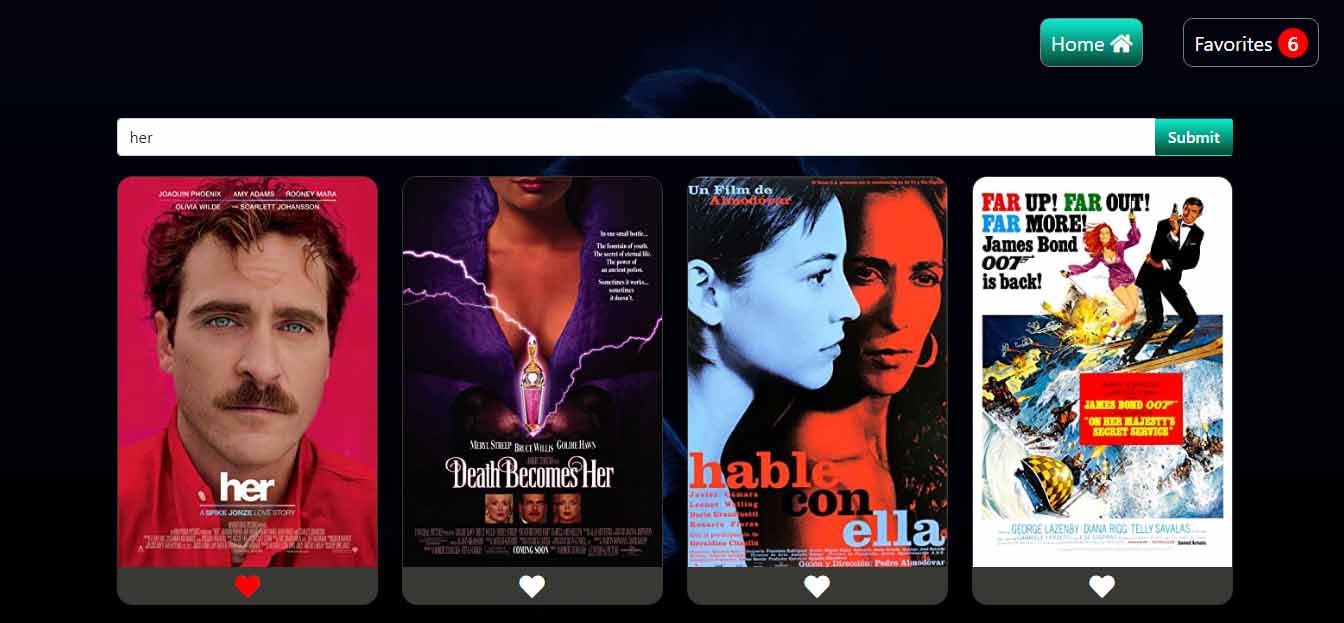 Home
Favorites 6
her
Submit
JOAQUIN PHOENIX AMY ADAMS ROONEY MARA
OLIVIA WILDE SCARLETT JOHANSSON
her
A SPIKE JONZE LOVE STORY
In one small bottle...
The fountain of youth.
The secret of eternal life.
The power of
an ancient potion.
Sometimes it works...
sometimes
it doesn't.
MERYL STREEP BRUCE WILLIS GOLDIE HAWN
Death Becomes Her
COMING SOON
Un Film de
Almodóvar
hable
con
ella
Javier Cámara
Leonor Watling
Darío Grandinetti
Rosario Flores
Geraldine Chaplin
Guión y Dirección: Pedro Almodóvar
FAR UP! FAR OUT!
FAR MORE!
James Bond
007
is back!
JAMES BOND 007
"ON HER MAJESTY'S
SECRET SERVICE"
GEORGE LAZENBY DIANA RIGG TELLY SAVALAS